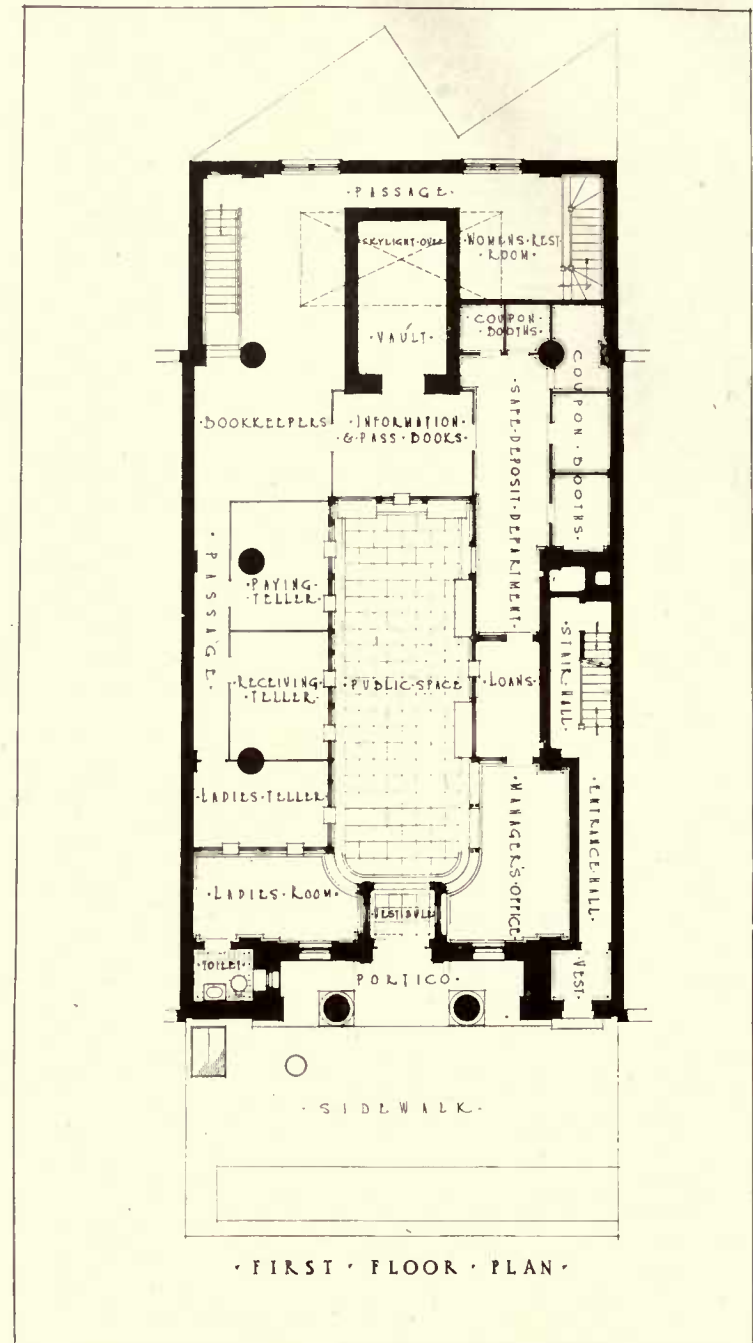 ·PASSAGE·
SKYLIGHT·OVER
·WOMENS·REST·
ROOM·
·VAULT·
COUPON·
·BOOTHS·
COUPON·BOOTHS·
·BOOKKEEPERS
·INFORMATION·
·&·PASS·BOOKS·
·SAFE·DEPOSIT·DEPARTMENT·
·PASSAGE·
·PAYING·
·TELLER·
·RECEIVING·
·TELLER·
·PUBLIC·SPACE·
·LOANS·
·STAIR·HALL·
·LADIES·TELLER·
·MANAGER'S·OFFICE·
·ENTRANCE·HALL·
·LADIES·ROOM·
·VESTIBULE·
·TOILET·
·PORTICO·
·VEST·
·SIDEWALK·
·FIRST·FLOOR·PLAN·